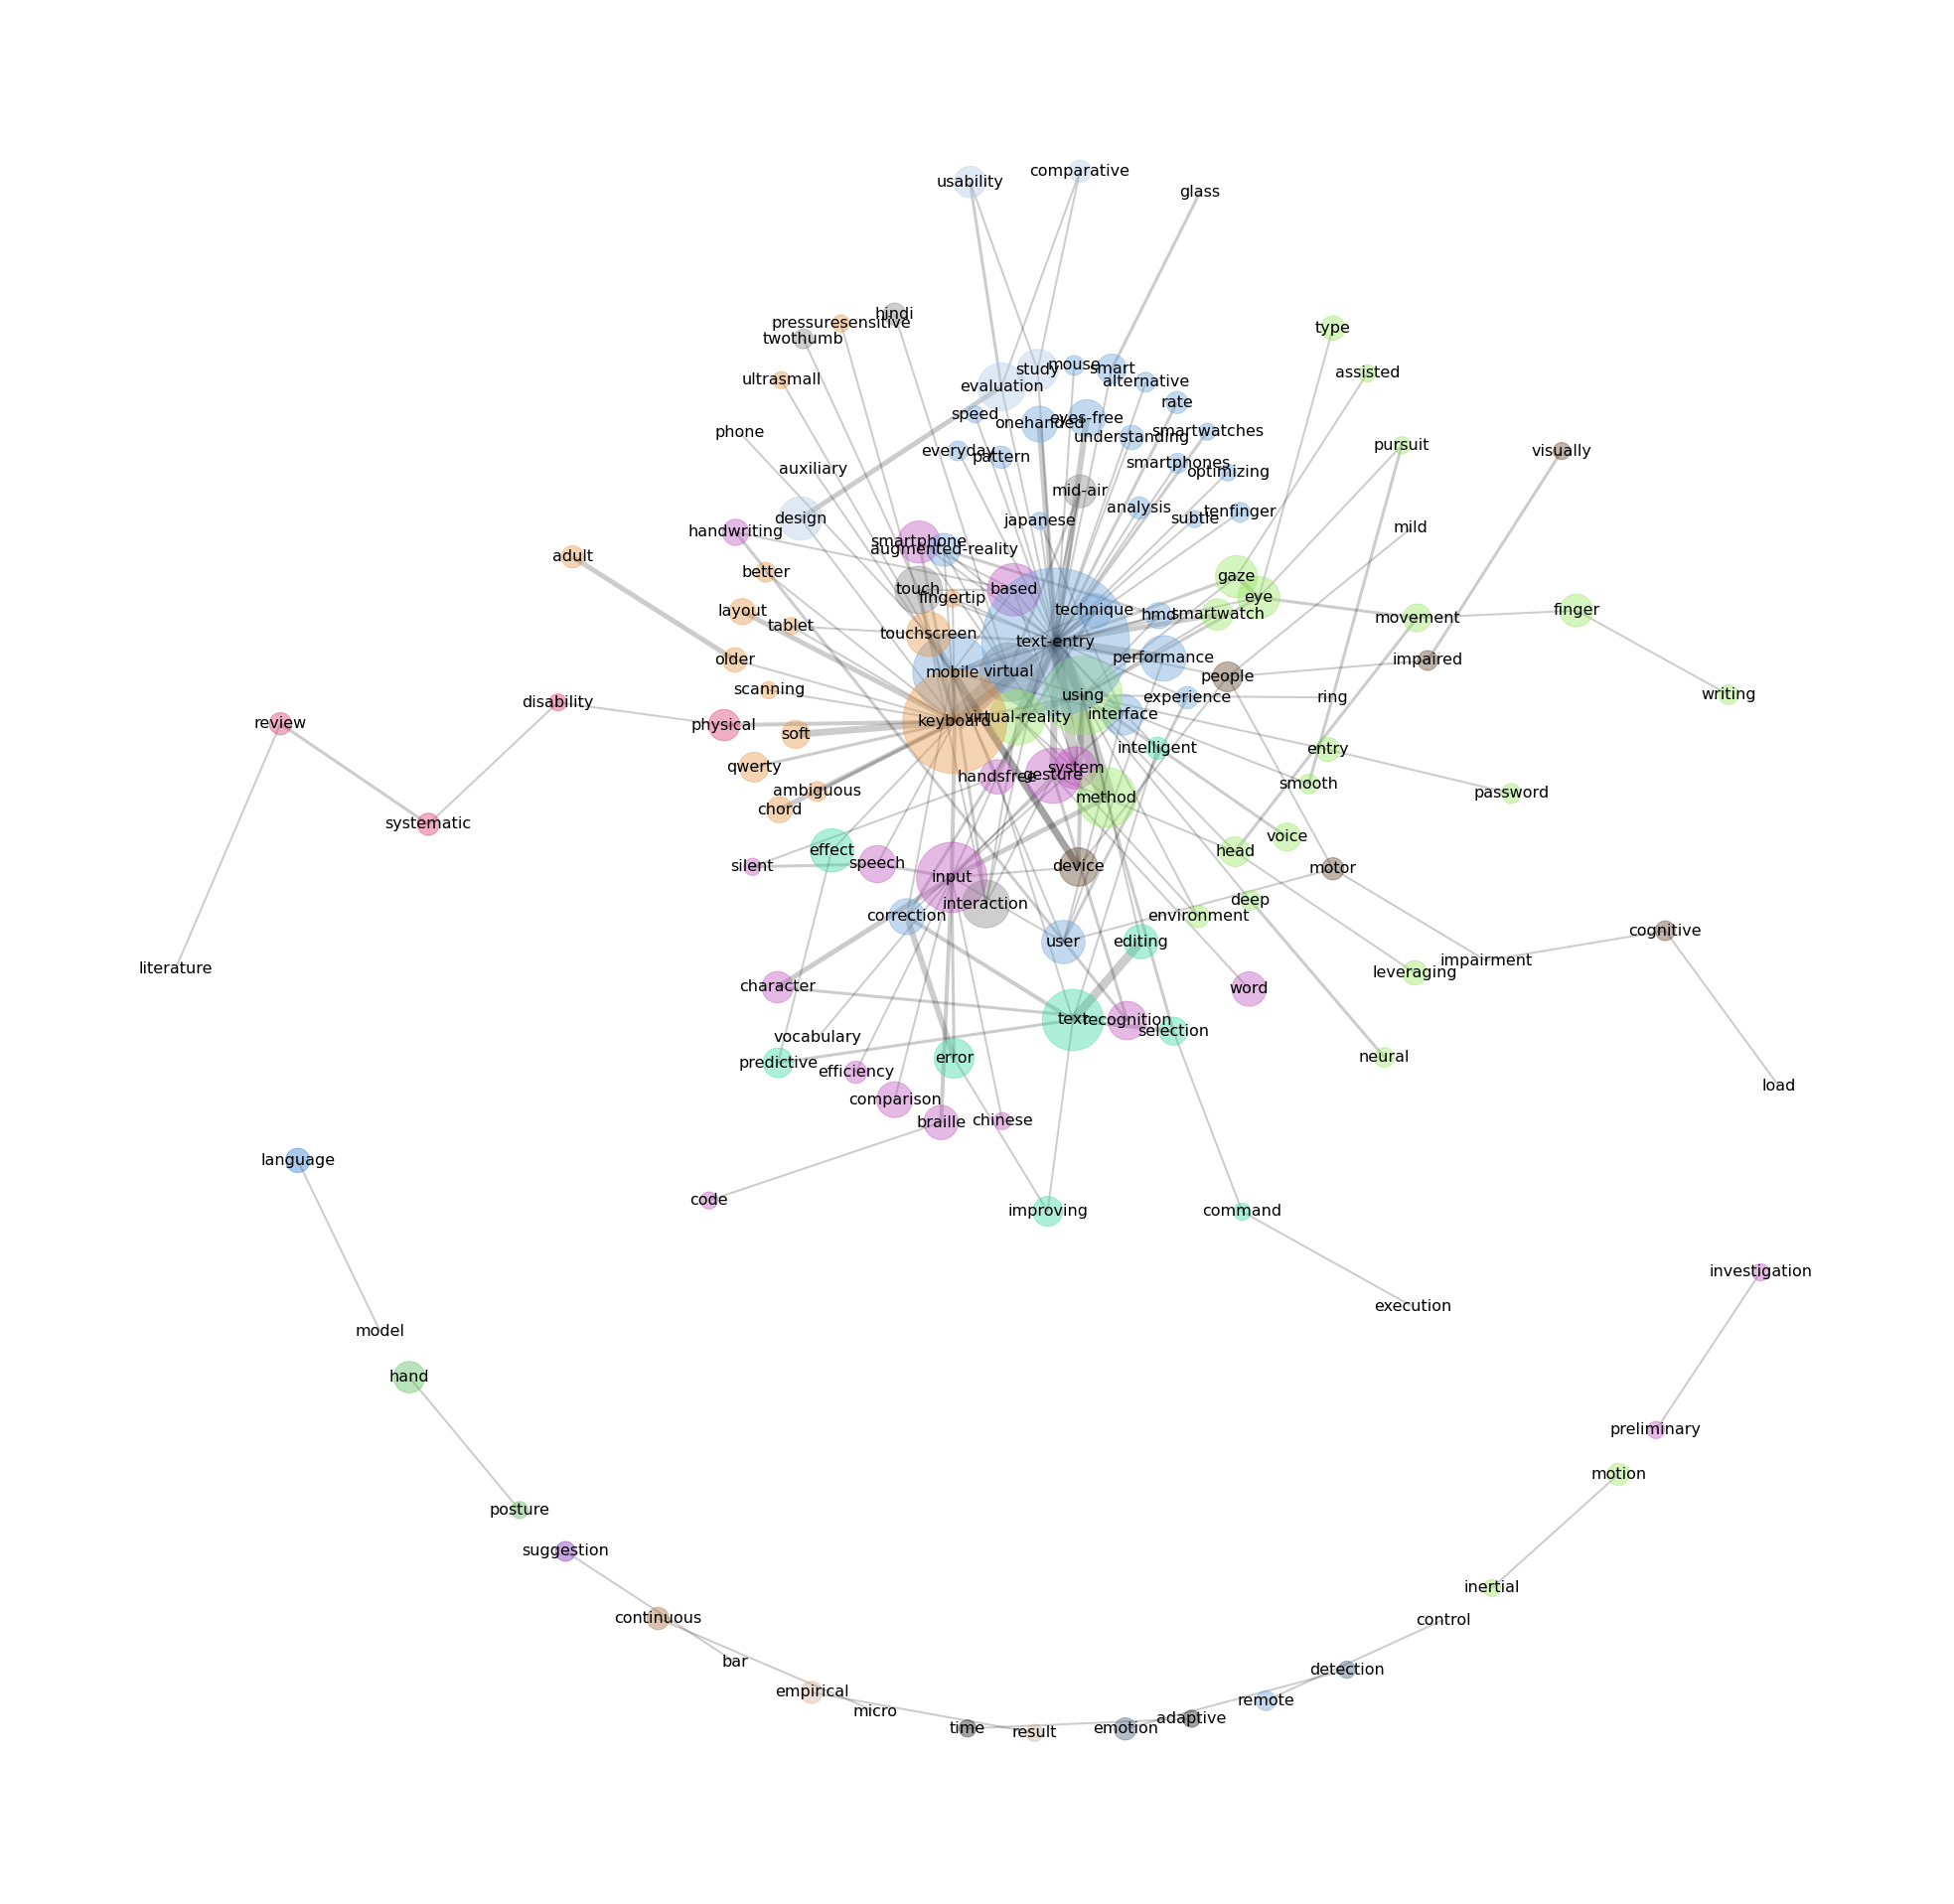 comparative
usability
glass
hindi
pressuresensitive
type
twothumb
mouse
study
smart
assisted
ultrasmall
alternative
evaluation
rate
speed
eyes-free
onehanded
phone
smartwatches
understanding
pursuit
everyday
visually
pattern
smartphones
auxiliary
optimizing
mid-air
analysis
tenfinger
design
subtle
japanese
mild
handwriting
smartphone
augmented-reality
adult
better
gaze
touch
based
fingertip
eye
layout
technique
finger
hmd
smartwatch
movement
tablet
touchscreen
text-entry
performance
older
impaired
mobile
virtual
people
scanning
using
experience
ring
writing
disability
interface
virtual-reality
keyboard
review
physical
soft
intelligent
entry
qwerty
system
gesture
handsfree
smooth
ambiguous
password
method
chord
systematic
voice
effect
head
speech
silent
device
motor
input
deep
interaction
correction
environment
cognitive
user
editing
impairment
literature
leveraging
character
word
text
recognition
selection
vocabulary
error
neural
predictive
efficiency
load
comparison
chinese
braille
language
code
improving
command
investigation
execution
model
hand
preliminary
motion
posture
suggestion
inertial
continuous
control
bar
detection
empirical
remote
micro
adaptive
time
emotion
result